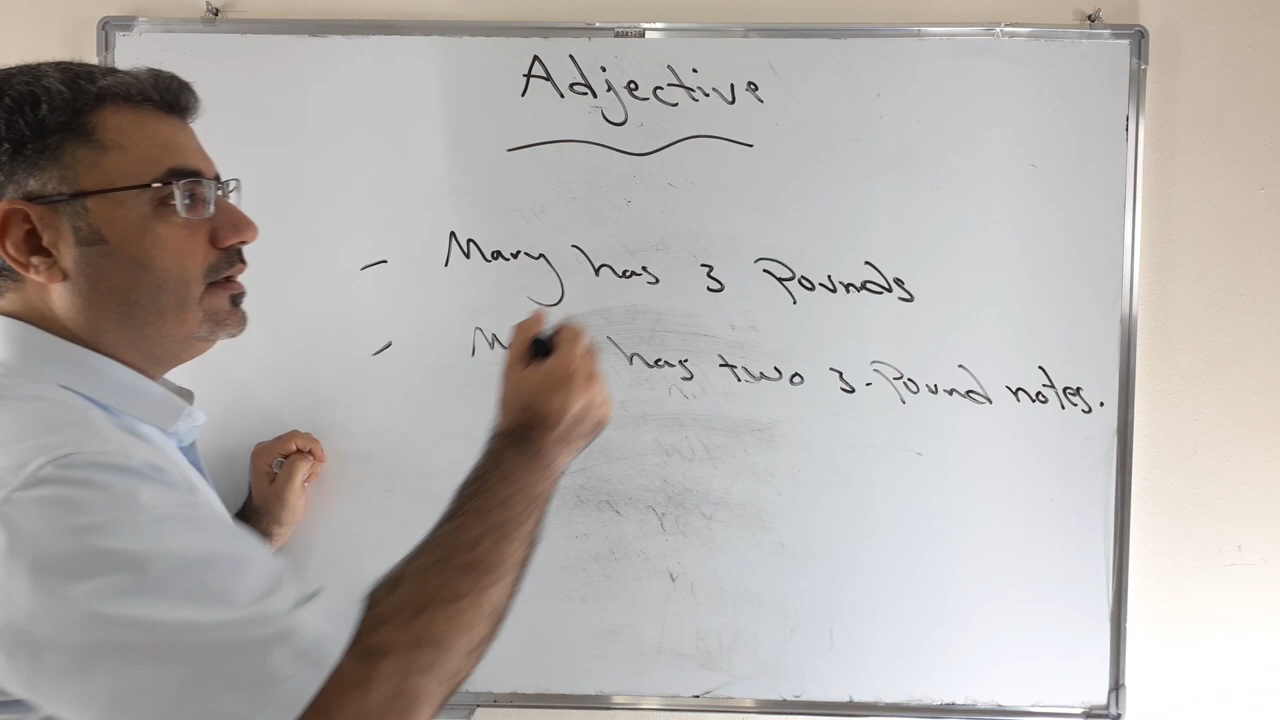 Adjective
- Mary has 3 Pounds
- has two 3-Pound notes.